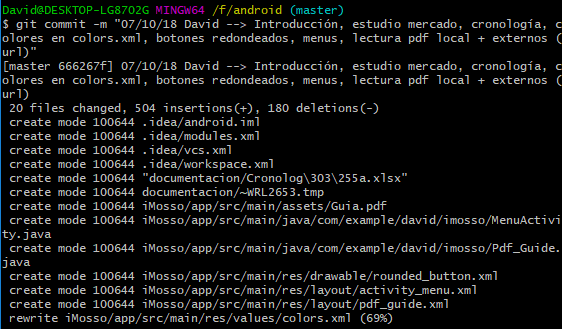 David@DESKTOP-LG87O2G MINGW64 /f/android (master)
$ git commit -m "07/10/18 David --> Introducción, estudio mercado, cronología, c
olores en colors.xml, botones redondeados, menus, lectura pdf local + externos (
url)"
[master 666267f] 07/10/18 David --> Introducción, estudio mercado, cronología, c
olores en colors.xml, botones redondeados, menus, lectura pdf local + externos (
url)
 20 files changed, 504 insertions(+), 180 deletions(-)
 create mode 100644 .idea/android.iml
 create mode 100644 .idea/modules.xml
 create mode 100644 .idea/vcs.xml
 create mode 100644 .idea/workspace.xml
 create mode 100644 "documentacion/Cronolog\303\255a.xlsx"
 create mode 100644 documentacion/~WRL2653.tmp
 create mode 100644 iMosso/app/src/main/assets/Guia.pdf
 create mode 100644 iMosso/app/src/main/java/com/example/david/imosso/MenuActivi
ty.java
 create mode 100644 iMosso/app/src/main/java/com/example/david/imosso/Pdf_Guide.
java
 create mode 100644 iMosso/app/src/main/res/drawable/rounded_button.xml
 create mode 100644 iMosso/app/src/main/res/layout/activity_menu.xml
 create mode 100644 iMosso/app/src/main/res/layout/pdf_guide.xml
 rewrite iMosso/app/src/main/res/values/colors.xml (69%)